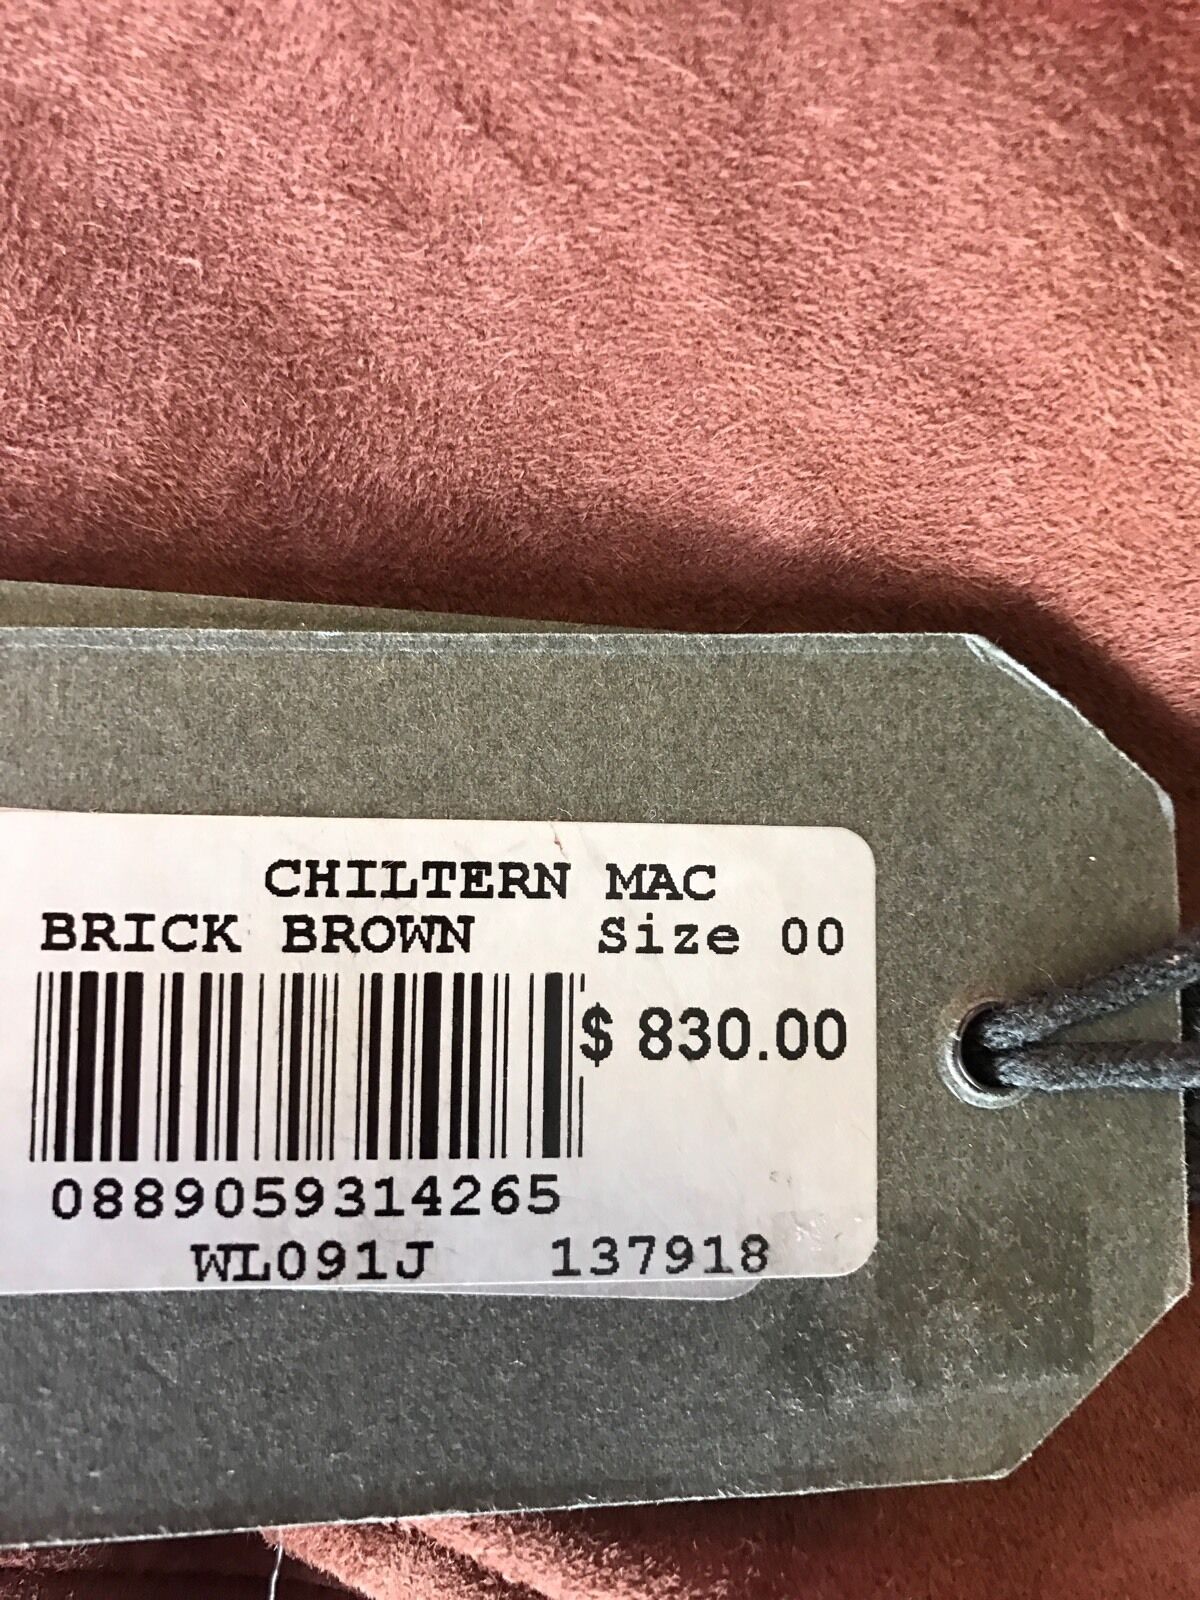 CHILTERN MAC
BRICK BROWN Size 00
$ 830.00
0889059314265
WL091J 137918